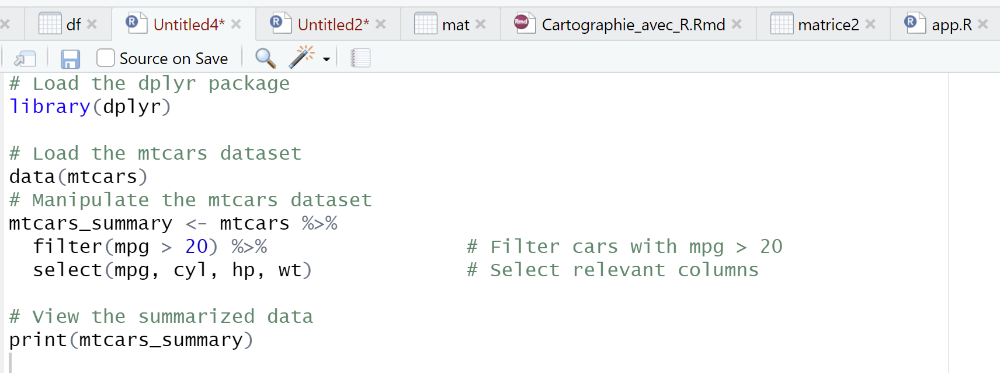 df Untitled4* Untitled2* mat Rmd Cartographie_avec_R.Rmd matrice2 R app.R
Source on Save
# Load the dplyr package
library(dplyr)
# Load the mtcars dataset
data(mtcars)
# Manipulate the mtcars dataset
mtcars_summary <- mtcars %>%
  filter(mpg > 20) %>%                 # Filter cars with mpg > 20
  select(mpg, cyl, hp, wt)             # Select relevant columns
# View the summarized data
print(mtcars_summary)